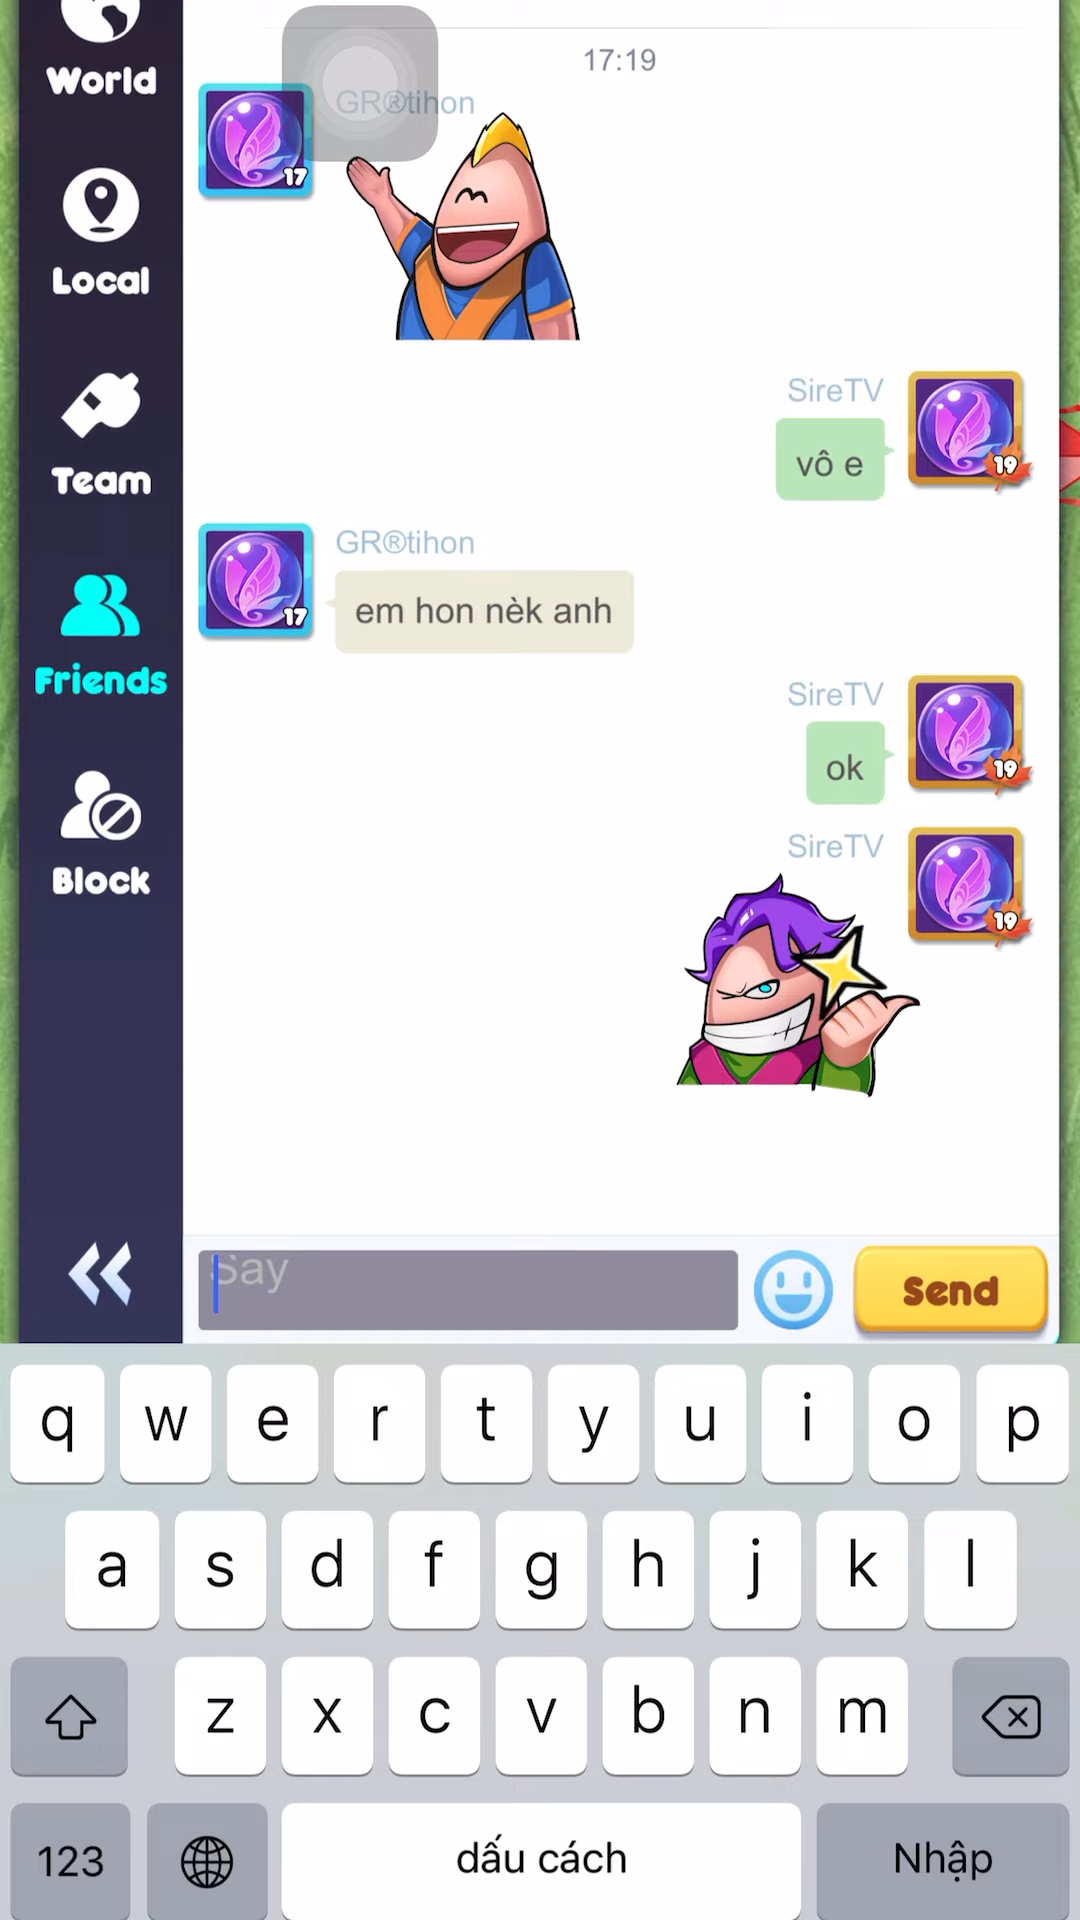 17:19
World
GR®tihon
17
Local
SireTV
vô e
19
Team
GR®tihon
em hon nèk anh
17
Friends
SireTV
ok
19
SireTV
19
Block
Say
Send
q w e r t y u i o p
a s d f g h j k l
z x c v b n m
123 dấu cách Nhập